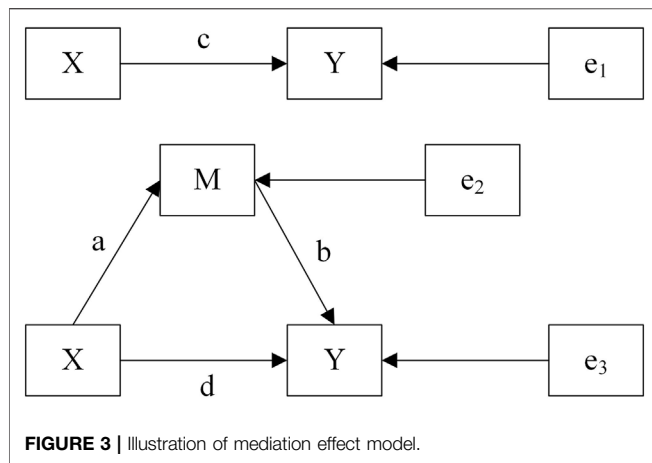 c
X Y e₁
M e₂
a b
X Y e₃
d
FIGURE 3 | Illustration of mediation effect model.